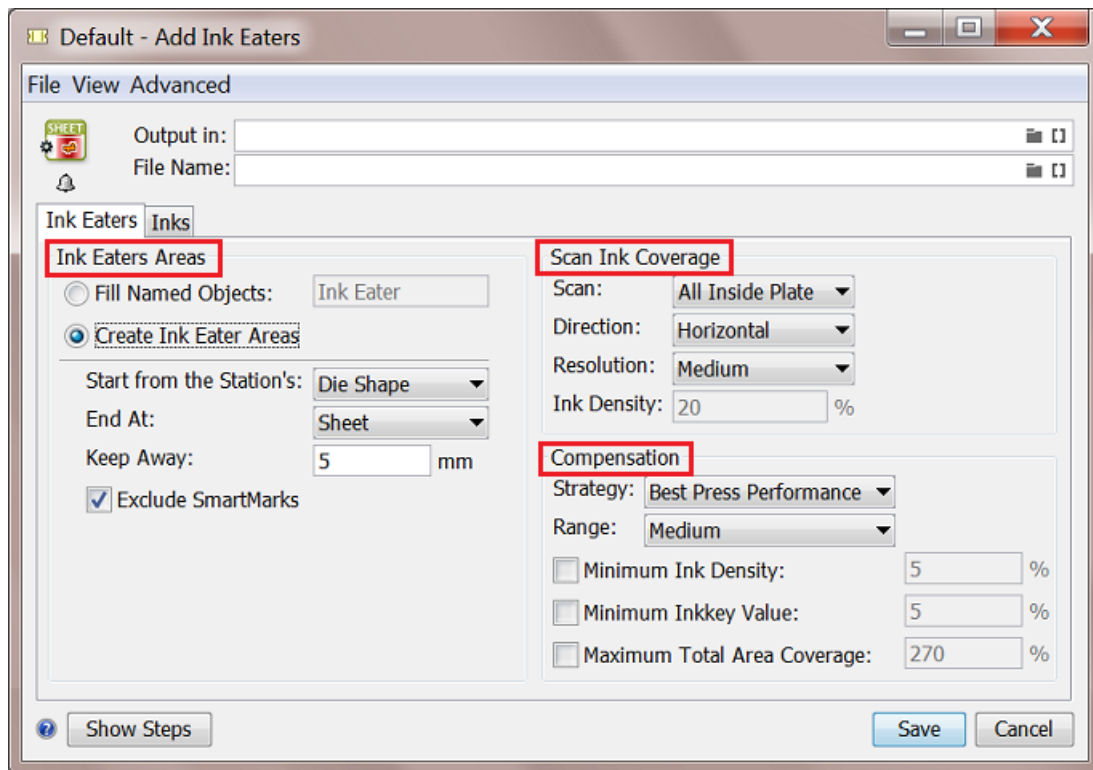 Default - Add Ink Eaters
File View Advanced
SHEET
Output in:
File Name:
Ink Eaters Inks
Ink Eaters Areas
Fill Named Objects: Ink Eater
Create Ink Eater Areas
Start from the Station's: Die Shape
End At: Sheet
Keep Away: 5 mm
Exclude SmartMarks
Scan Ink Coverage
Scan: All Inside Plate
Direction: Horizontal
Resolution: Medium
Ink Density: 20 %
Compensation
Strategy: Best Press Performance
Range: Medium
Minimum Ink Density: 5 %
Minimum Inkkey Value: 5 %
Maximum Total Area Coverage: 270 %
? Show Steps Save Cancel